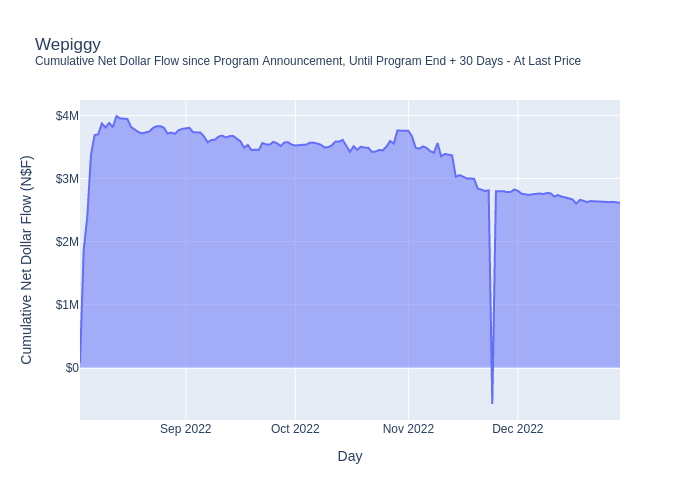 Wepiggy
Cumulative Net Dollar Flow since Program Announcement, Until Program End + 30 Days - At Last Price
Cumulative Net Dollar Flow (N$F)
$4M
$3M
$2M
$1M
$0
Sep 2022
Oct 2022
Nov 2022
Dec 2022
Day